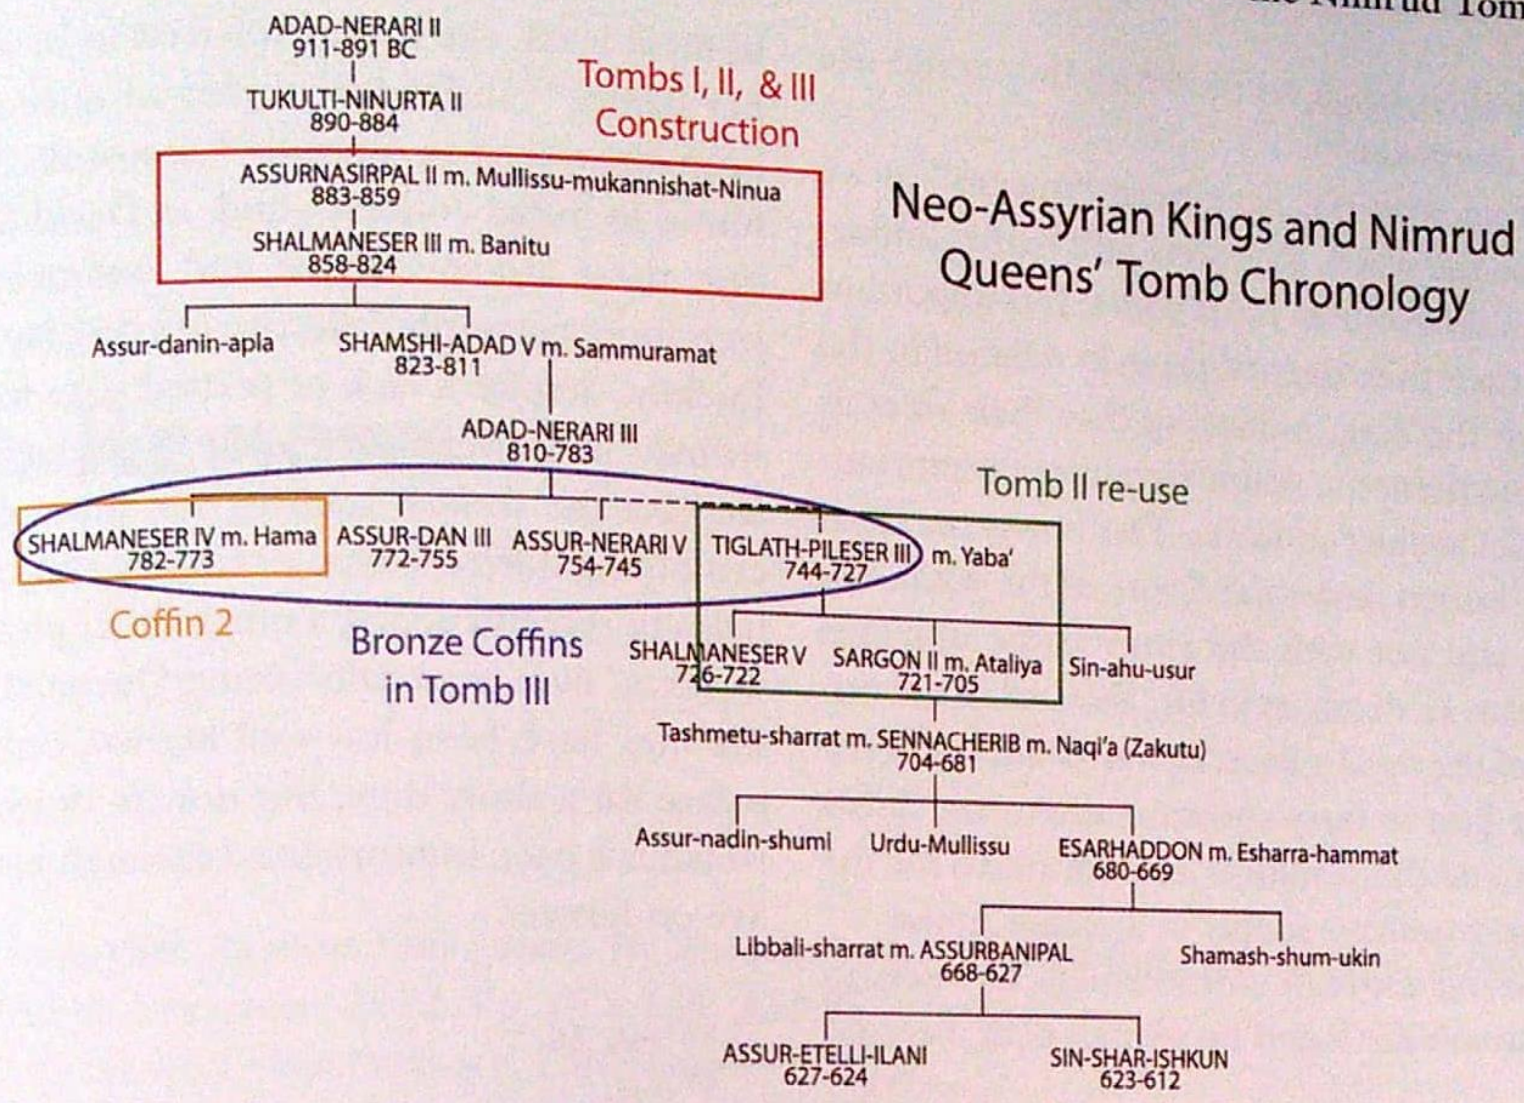 Nimrud Tom
ADAD-NERARI II
911-891 BC
TUKULTI-NINURTA II
890-884
Tombs I, II, & III
Construction
ASSURNASIRPAL II m. Mullissu-mukannishat-Ninua
883-859
SHALMANESER III m. Banitu
858-824
Neo-Assyrian Kings and Nimrud
Queens' Tomb Chronology
Assur-danin-apla
SHAMSHI-ADAD V m. Sammuramat
823-811
ADAD-NERARI III
810-783
Tomb II re-use
SHALMANESER IV m. Hama
782-773
ASSUR-DAN III
772-755
ASSUR-NERARI V
754-745
TIGLATH-PILESER III m. Yaba'
744-727
Coffin 2
Bronze Coffins
in Tomb III
SHALMANESER V
726-722
SARGON II m. Ataliya
721-705
Sin-ahu-usur
Tashmetu-sharrat m. SENNACHERIB m. Naqi'a (Zakutu)
704-681
Assur-nadin-shumi
Urdu-Mullissu
ESARHADDON m. Esharra-hammat
680-669
Libbali-sharrat m. ASSURBANIPAL
668-627
Shamash-shum-ukin
ASSUR-ETELLI-ILANI
627-624
SIN-SHAR-ISHKUN
623-612